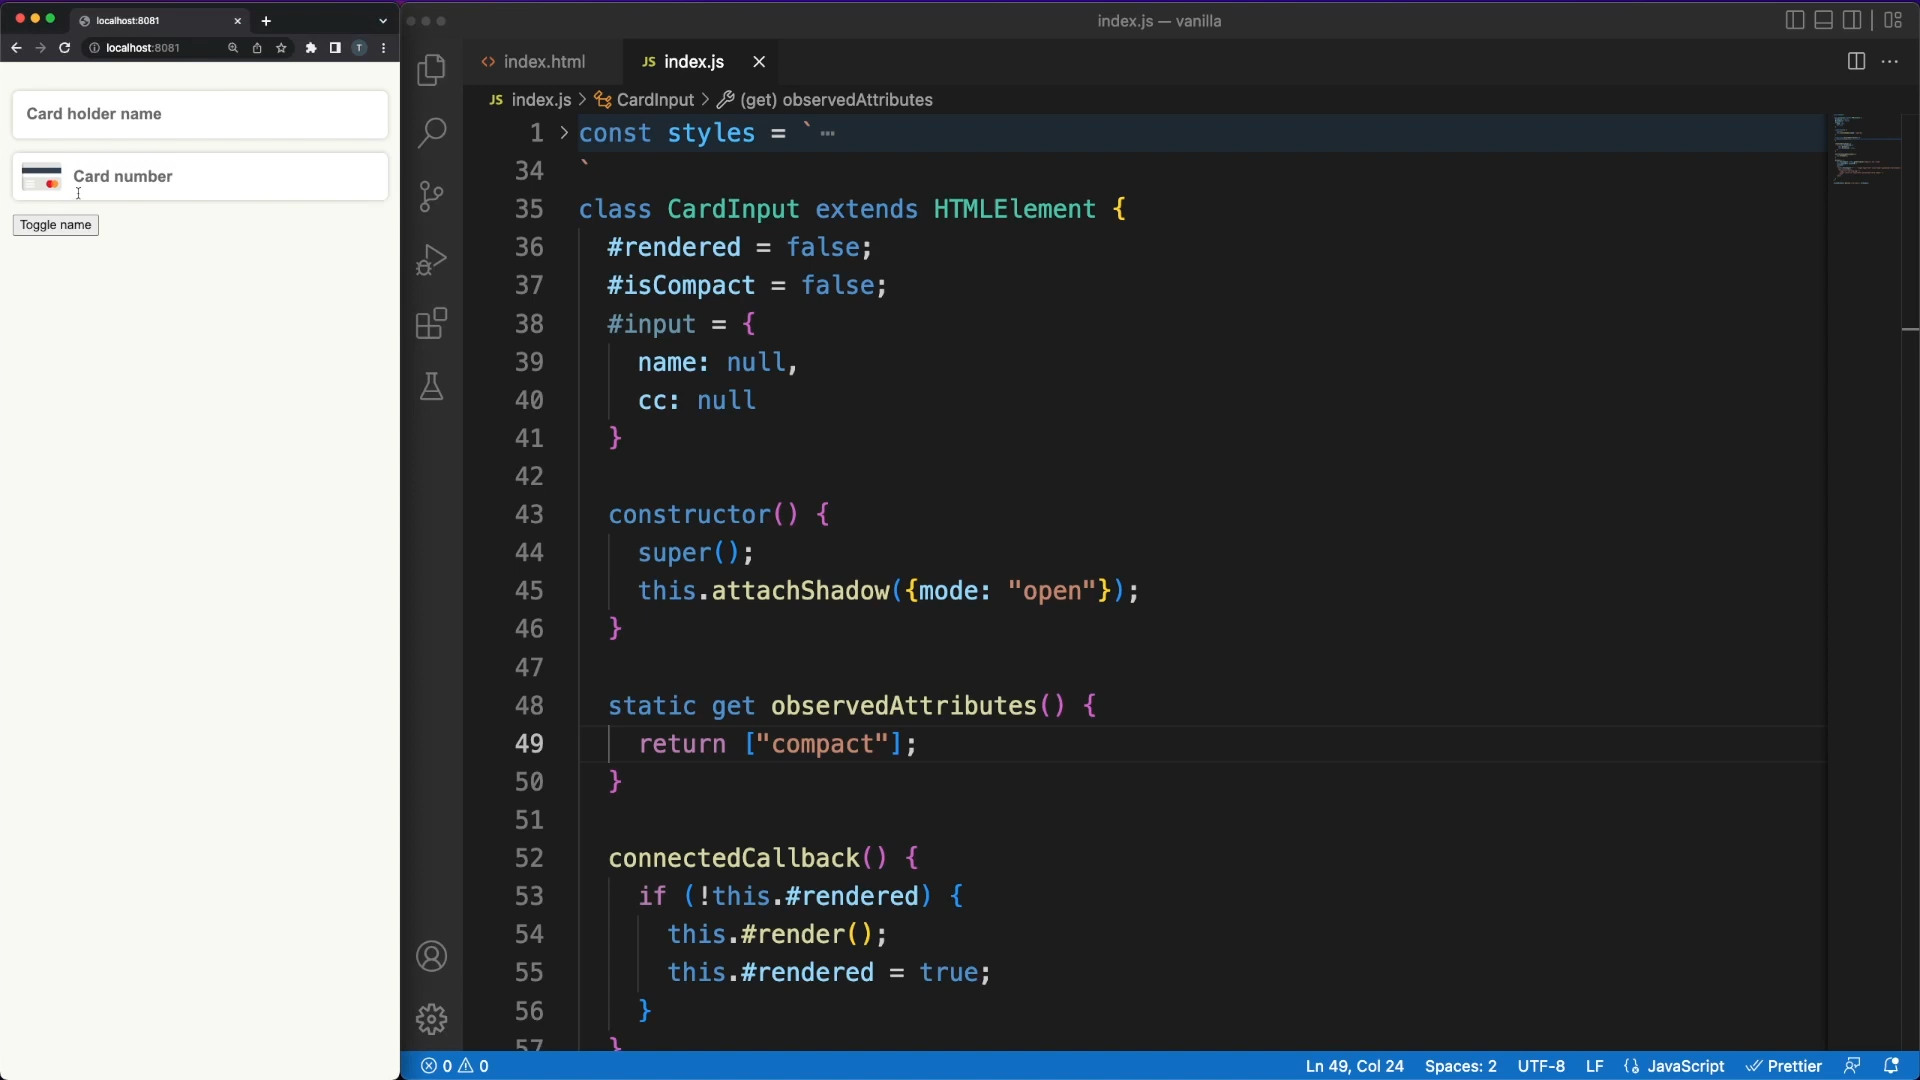 localhost:8081
localhost:8081
T
Card holder name
Card number
Toggle name
index.js — vanilla
<> index.html
JS index.js
JS index.js > CardInput > (get) observedAttributes
1 const styles = ` ⋯
34 `
35 class CardInput extends HTMLElement {
36 #rendered = false;
37 #isCompact = false;
38 #input = {
39 name: null,
40 cc: null
41 }
42
43 constructor() {
44 super();
45 this.attachShadow({mode: "open"});
46 }
47
48 static get observedAttributes() {
49 return ["compact"];
50 }
51
52 connectedCallback() {
53 if (!this.#rendered) {
54 this.#render();
55 this.#rendered = true;
56 }
57 }
0 0
Ln 49, Col 24 Spaces: 2 UTF-8 LF JavaScript Prettier